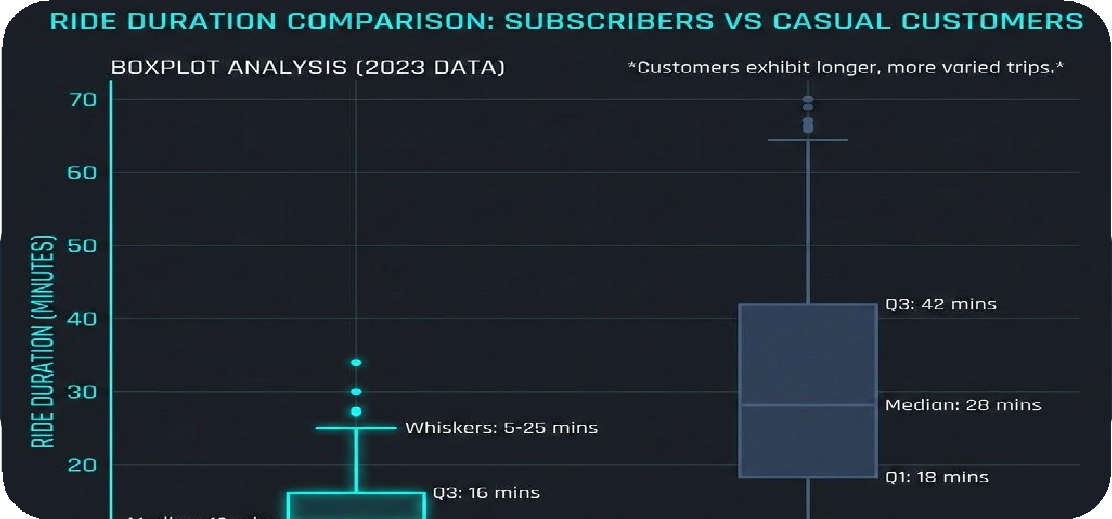 RIDE DURATION COMPARISON: SUBSCRIBERS VS CASUAL CUSTOMERS
BOXPLOT ANALYSIS (2023 DATA)
*Customers exhibit longer, more varied trips.*
RIDE DURATION (MINUTES)
70
60
50
40
30
20
Whiskers: 5-25 mins
Q3: 16 mins
Q3: 42 mins
Median: 28 mins
Q1: 18 mins